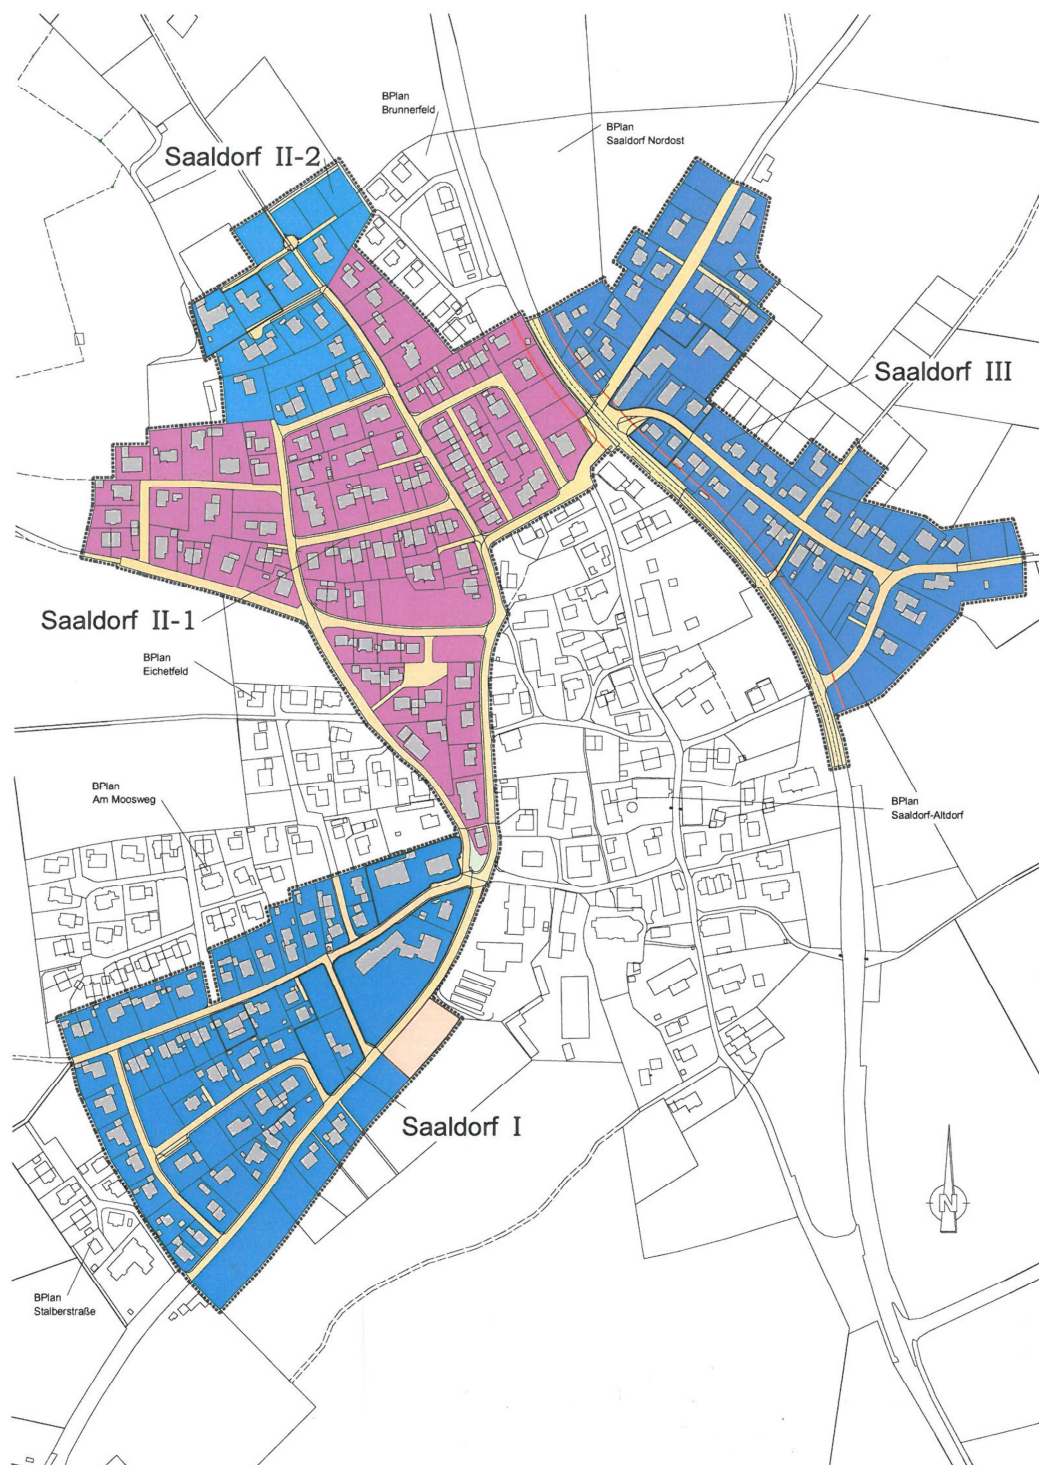 BPlan
Brunnerfeld
BPlan
Saaldorf Nordost
Saaldorf II-2
Saaldorf III
Saaldorf II-1
BPlan
Eichetfeld
BPlan
Am Moosweg
BPlan
Saaldorf-Altdorf
Saaldorf I
N
BPlan
Stalberstraße